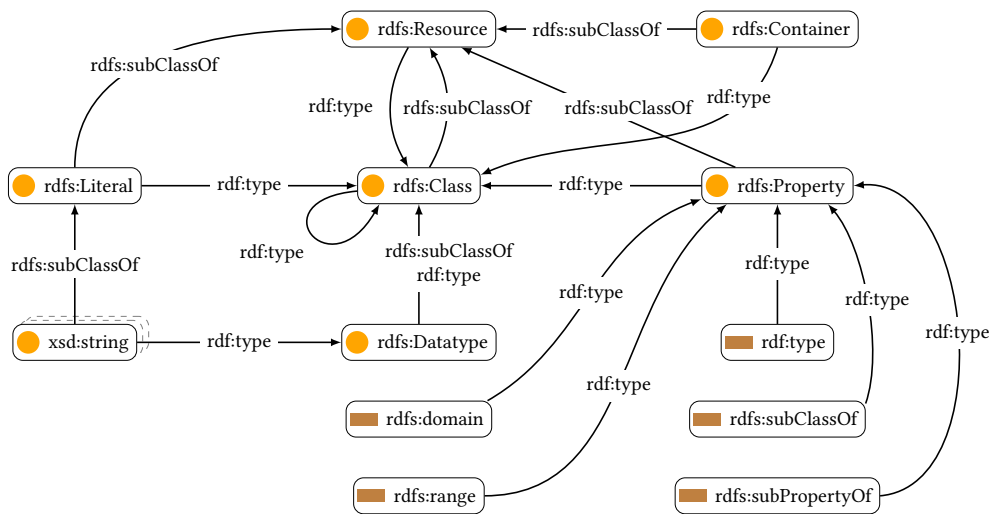 rdfs:Resource
rdfs:subClassOf
rdfs:Container
rdfs:subClassOf
rdf:type
rdfs:subClassOf
rdfs:subClassOf
rdf:type
rdfs:Literal
rdf:type
rdfs:Class
rdf:type
rdfs:Property
rdf:type
rdfs:subClassOf
rdf:type
rdfs:subClassOf
rdf:type
rdf:type
rdf:type
rdf:type
xsd:string
rdf:type
rdfs:Datatype
rdf:type
rdf:type
rdf:type
rdfs:domain
rdfs:subClassOf
rdfs:range
rdfs:subPropertyOf